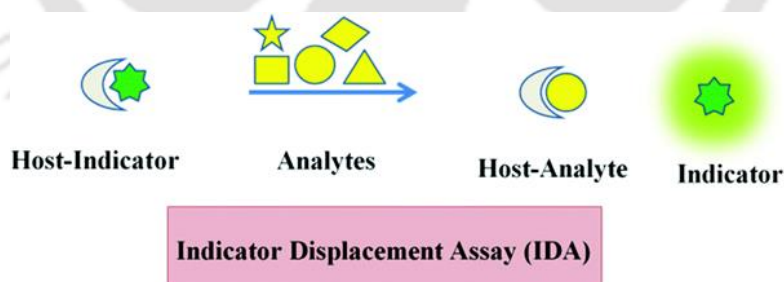 Host-Indicator
Analytes
Host-Analyte
Indicator
Indicator Displacement Assay (IDA)